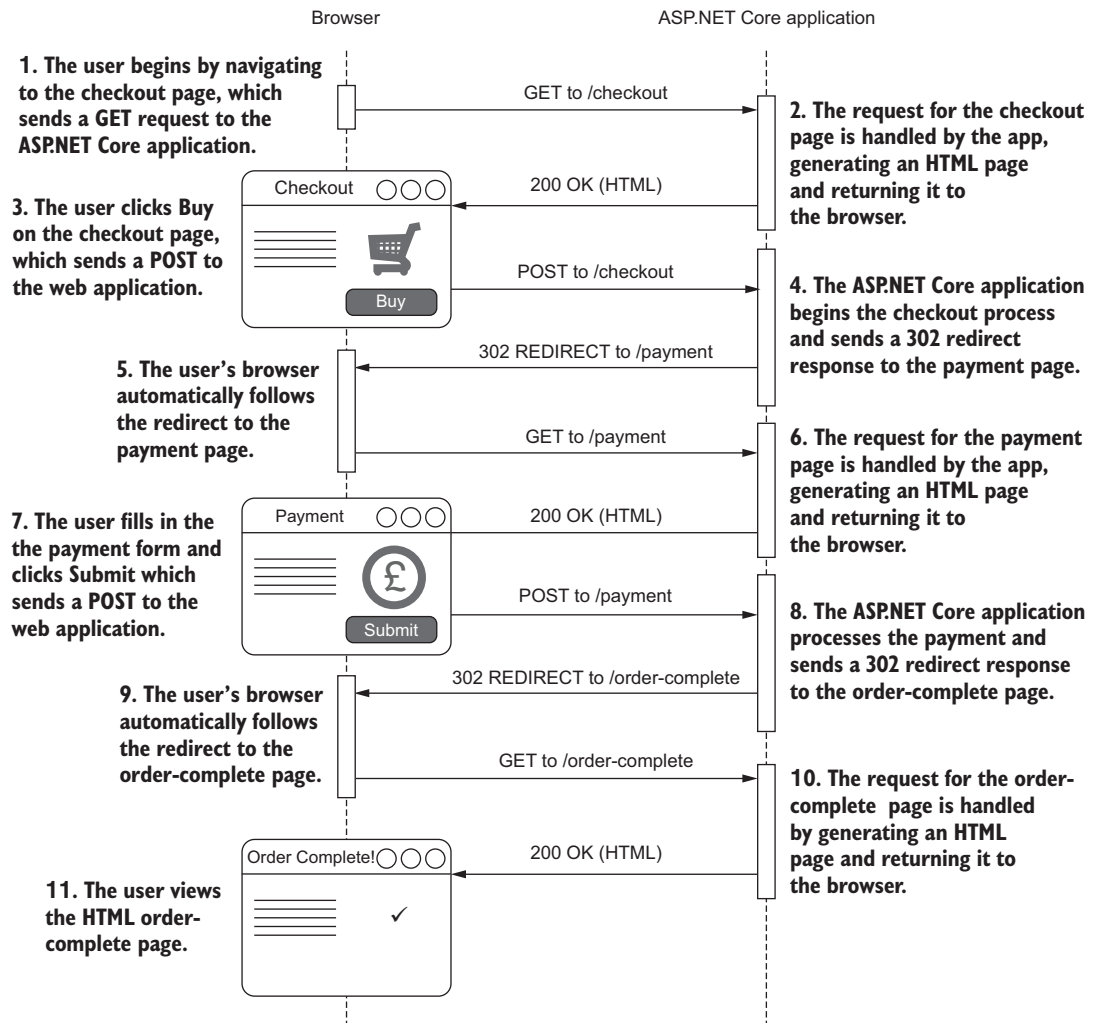 Browser
ASP.NET Core application
1. The user begins by navigating
to the checkout page, which
sends a GET request to the
ASP.NET Core application.
GET to /checkout
2. The request for the checkout
page is handled by the app,
generating an HTML page
and returning it to
the browser.
Checkout
200 OK (HTML)
3. The user clicks Buy
on the checkout page,
which sends a POST to
the web application.
Buy
POST to /checkout
4. The ASP.NET Core application
begins the checkout process
and sends a 302 redirect
response to the payment page.
302 REDIRECT to /payment
5. The user's browser
automatically follows
the redirect to the
payment page.
GET to /payment
6. The request for the payment
page is handled by the app,
generating an HTML page
and returning it to
the browser.
Payment
200 OK (HTML)
7. The user fills in the
the payment form and
clicks Submit which
sends a POST to the
web application.
£
Submit
POST to /payment
8. The ASP.NET Core application
processes the payment and
sends a 302 redirect response
to the order-complete page.
302 REDIRECT to /order-complete
9. The user's browser
automatically follows
the redirect to the
order-complete page.
GET to /order-complete
10. The request for the order-
complete page is handled
by generating an HTML
page and returning it to
the browser.
Order Complete!
200 OK (HTML)
11. The user views
the HTML order-
complete page.
✓